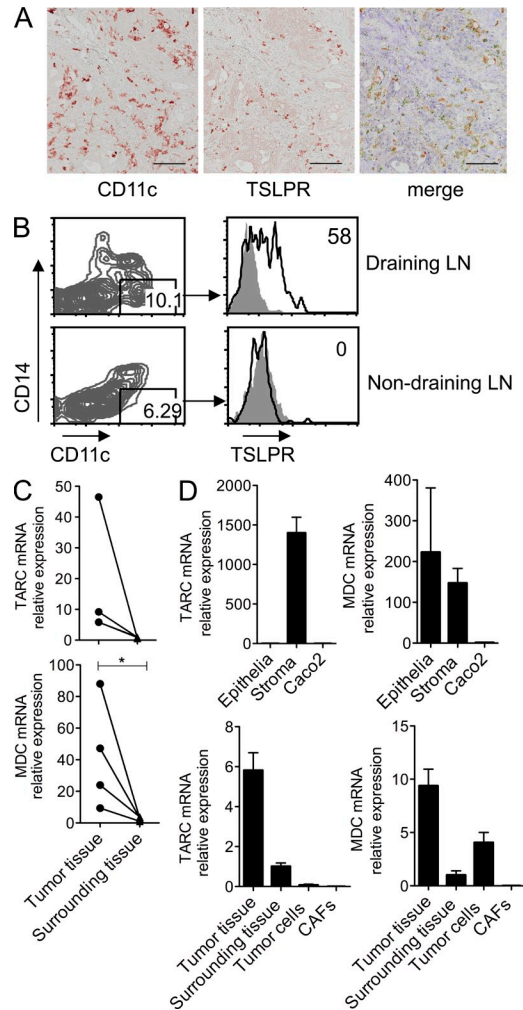 A
CD11c
TSLPR
merge
B
CD14
10.1
58
Draining LN
6.29
0
Non-draining LN
CD11c
TSLPR
C
TARC mRNA
relative expression
50
40
30
20
10
0
*
MDC mRNA
relative expression
100
80
60
40
20
0
Tumor tissue
Surrounding tissue
D
TARC mRNA
relative expression
2000
1500
1000
500
0
Epithelia
Stroma
Caco2
MDC mRNA
relative expression
400
300
200
100
0
Epithelia
Stroma
Caco2
TARC mRNA
relative expression
8
6
4
2
0
Tumor tissue
Surrounding tissue
Tumor cells
CAFs
MDC mRNA
relative expression
15
10
5
0
Tumor tissue
Surrounding tissue
Tumor cells
CAFs